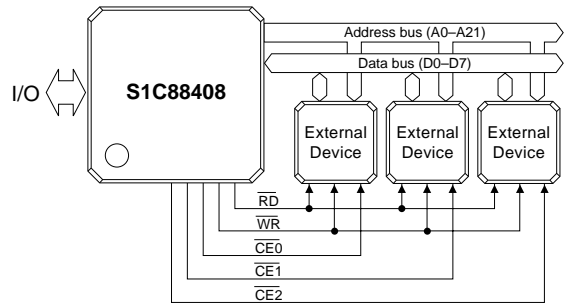 Address bus (A0–A21)
Data bus (D0–D7)
I/O
S1C88408
External
Device
External
Device
External
Device
RD
WR
CE0
CE1
CE2